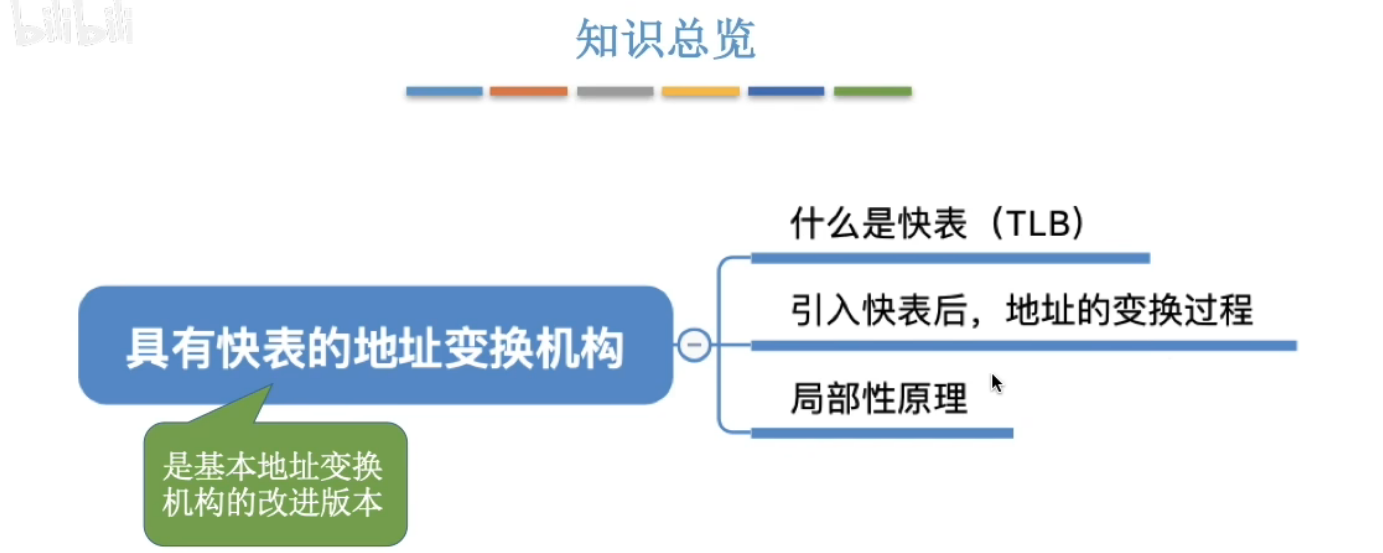 bilibili
知识总览
什么是快表（TLB）
引入快表后，地址的变换过程
具有快表的地址变换机构
局部性原理
是基本地址变换
机构的改进版本